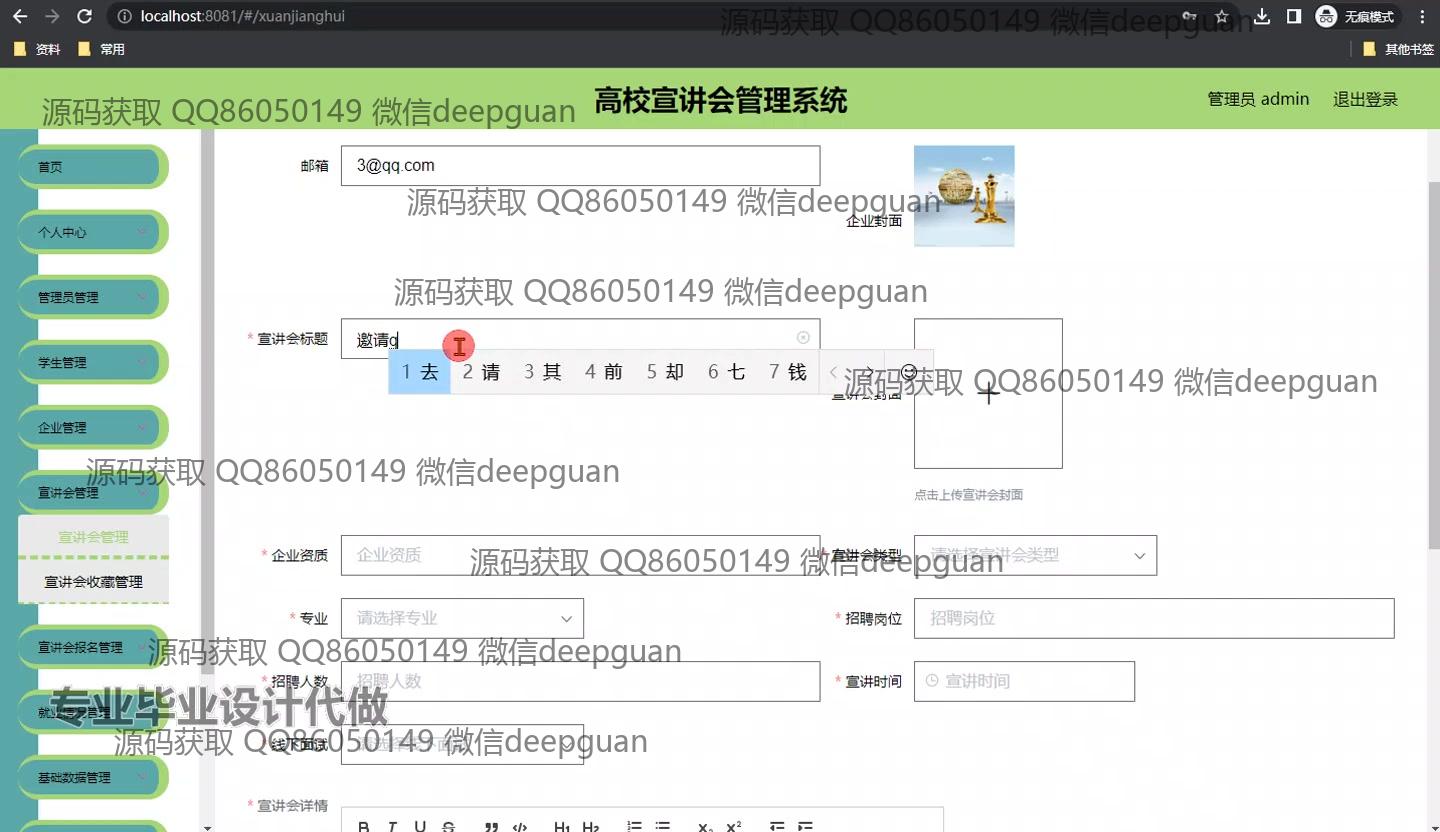 localhost:8081/#/xuanjianghui
无痕模式
资料 常用 其他书签
源码获取 QQ86050149 微信deepguan
高校宣讲会管理系统
管理员 admin 退出登录
源码获取 QQ86050149 微信deepguan
首页
个人中心
管理员管理
学生管理
企业管理
宣讲会管理
宣讲会管理
宣讲会收藏管理
宣讲会报名管理
就业情况管理
基础数据管理
邮箱 3@qq.com
企业封面
源码获取 QQ86050149 微信deepguan
源码获取 QQ86050149 微信deepguan
* 宣讲会标题 邀请q
1 去 2 请 3 其 4 前 5 却 6 七 7 钱
宣讲会封面
源码获取 QQ86050149 微信deepguan
源码获取 QQ86050149 微信deepguan
点击上传宣讲会封面
* 企业资质 企业资质
* 宣讲会类型 请选择宣讲会类型
源码获取 QQ86050149 微信deepguan
* 专业 请选择专业
* 招聘岗位 招聘岗位
源码获取 QQ86050149 微信deepguan
* 招聘人数 招聘人数
* 宣讲时间 宣讲时间
专业毕业设计代做
* 线下面试
源码获取 QQ86050149 微信deepguan
* 宣讲会详情
B I U S ” </> H1 H2 X2 X2